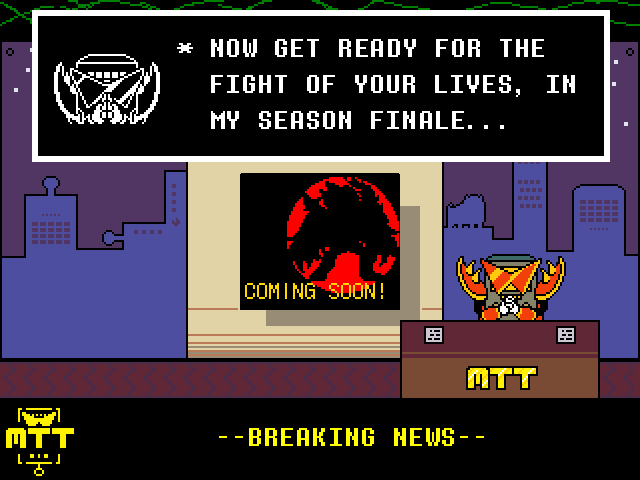 * NOW GET READY FOR THE
FIGHT OF YOUR LIVES, IN
MY SEASON FINALE...
COMING SOON!
MTT
MTT
--BREAKING NEWS--